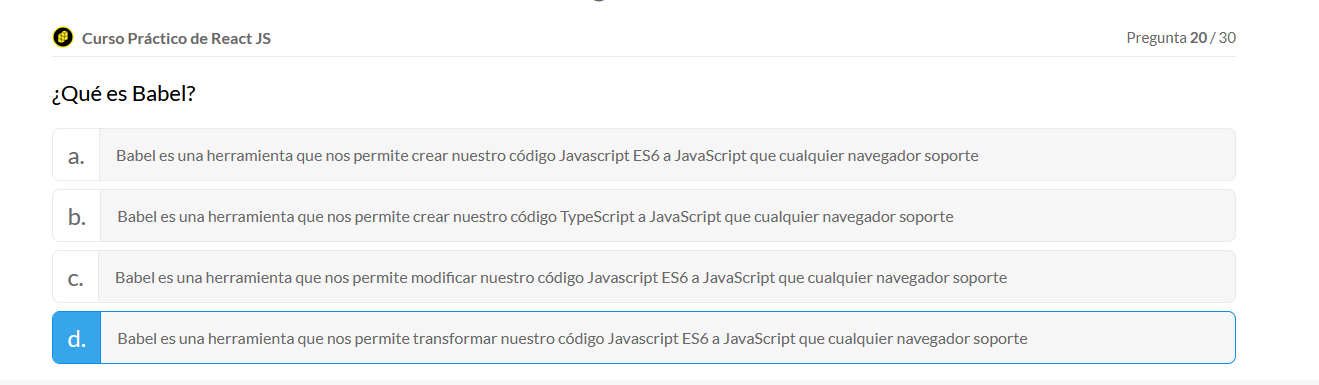 Curso Práctico de React JS
Pregunta 20 / 30
¿Qué es Babel?
a. Babel es una herramienta que nos permite crear nuestro código Javascript ES6 a JavaScript que cualquier navegador soporte
b. Babel es una herramienta que nos permite crear nuestro código TypeScript a JavaScript que cualquier navegador soporte
c. Babel es una herramienta que nos permite modificar nuestro código Javascript ES6 a JavaScript que cualquier navegador soporte
d. Babel es una herramienta que nos permite transformar nuestro código Javascript ES6 a JavaScript que cualquier navegador soporte